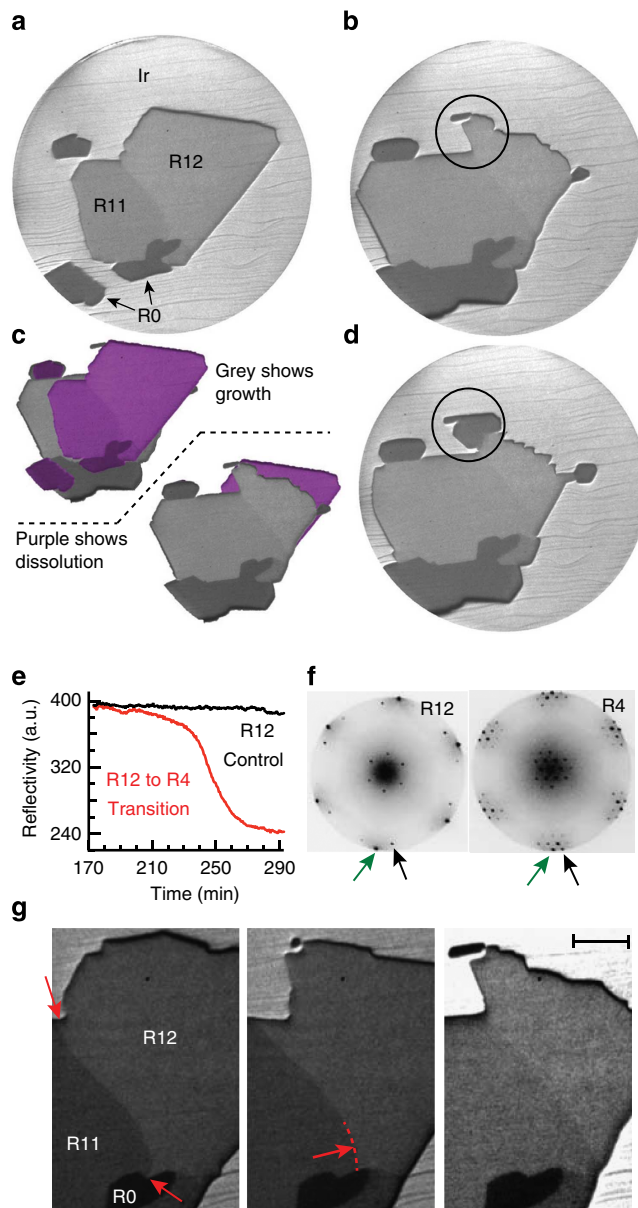 a
b
Ir
R12
R11
R0
c
d
Grey shows
growth
Purple shows
dissolution
e
f
400
320
240
Reflectivity (a.u.)
R12
Control
R12 to R4
Transition
170
210
250
290
Time (min)
R12
R4
g
R12
R11
R0